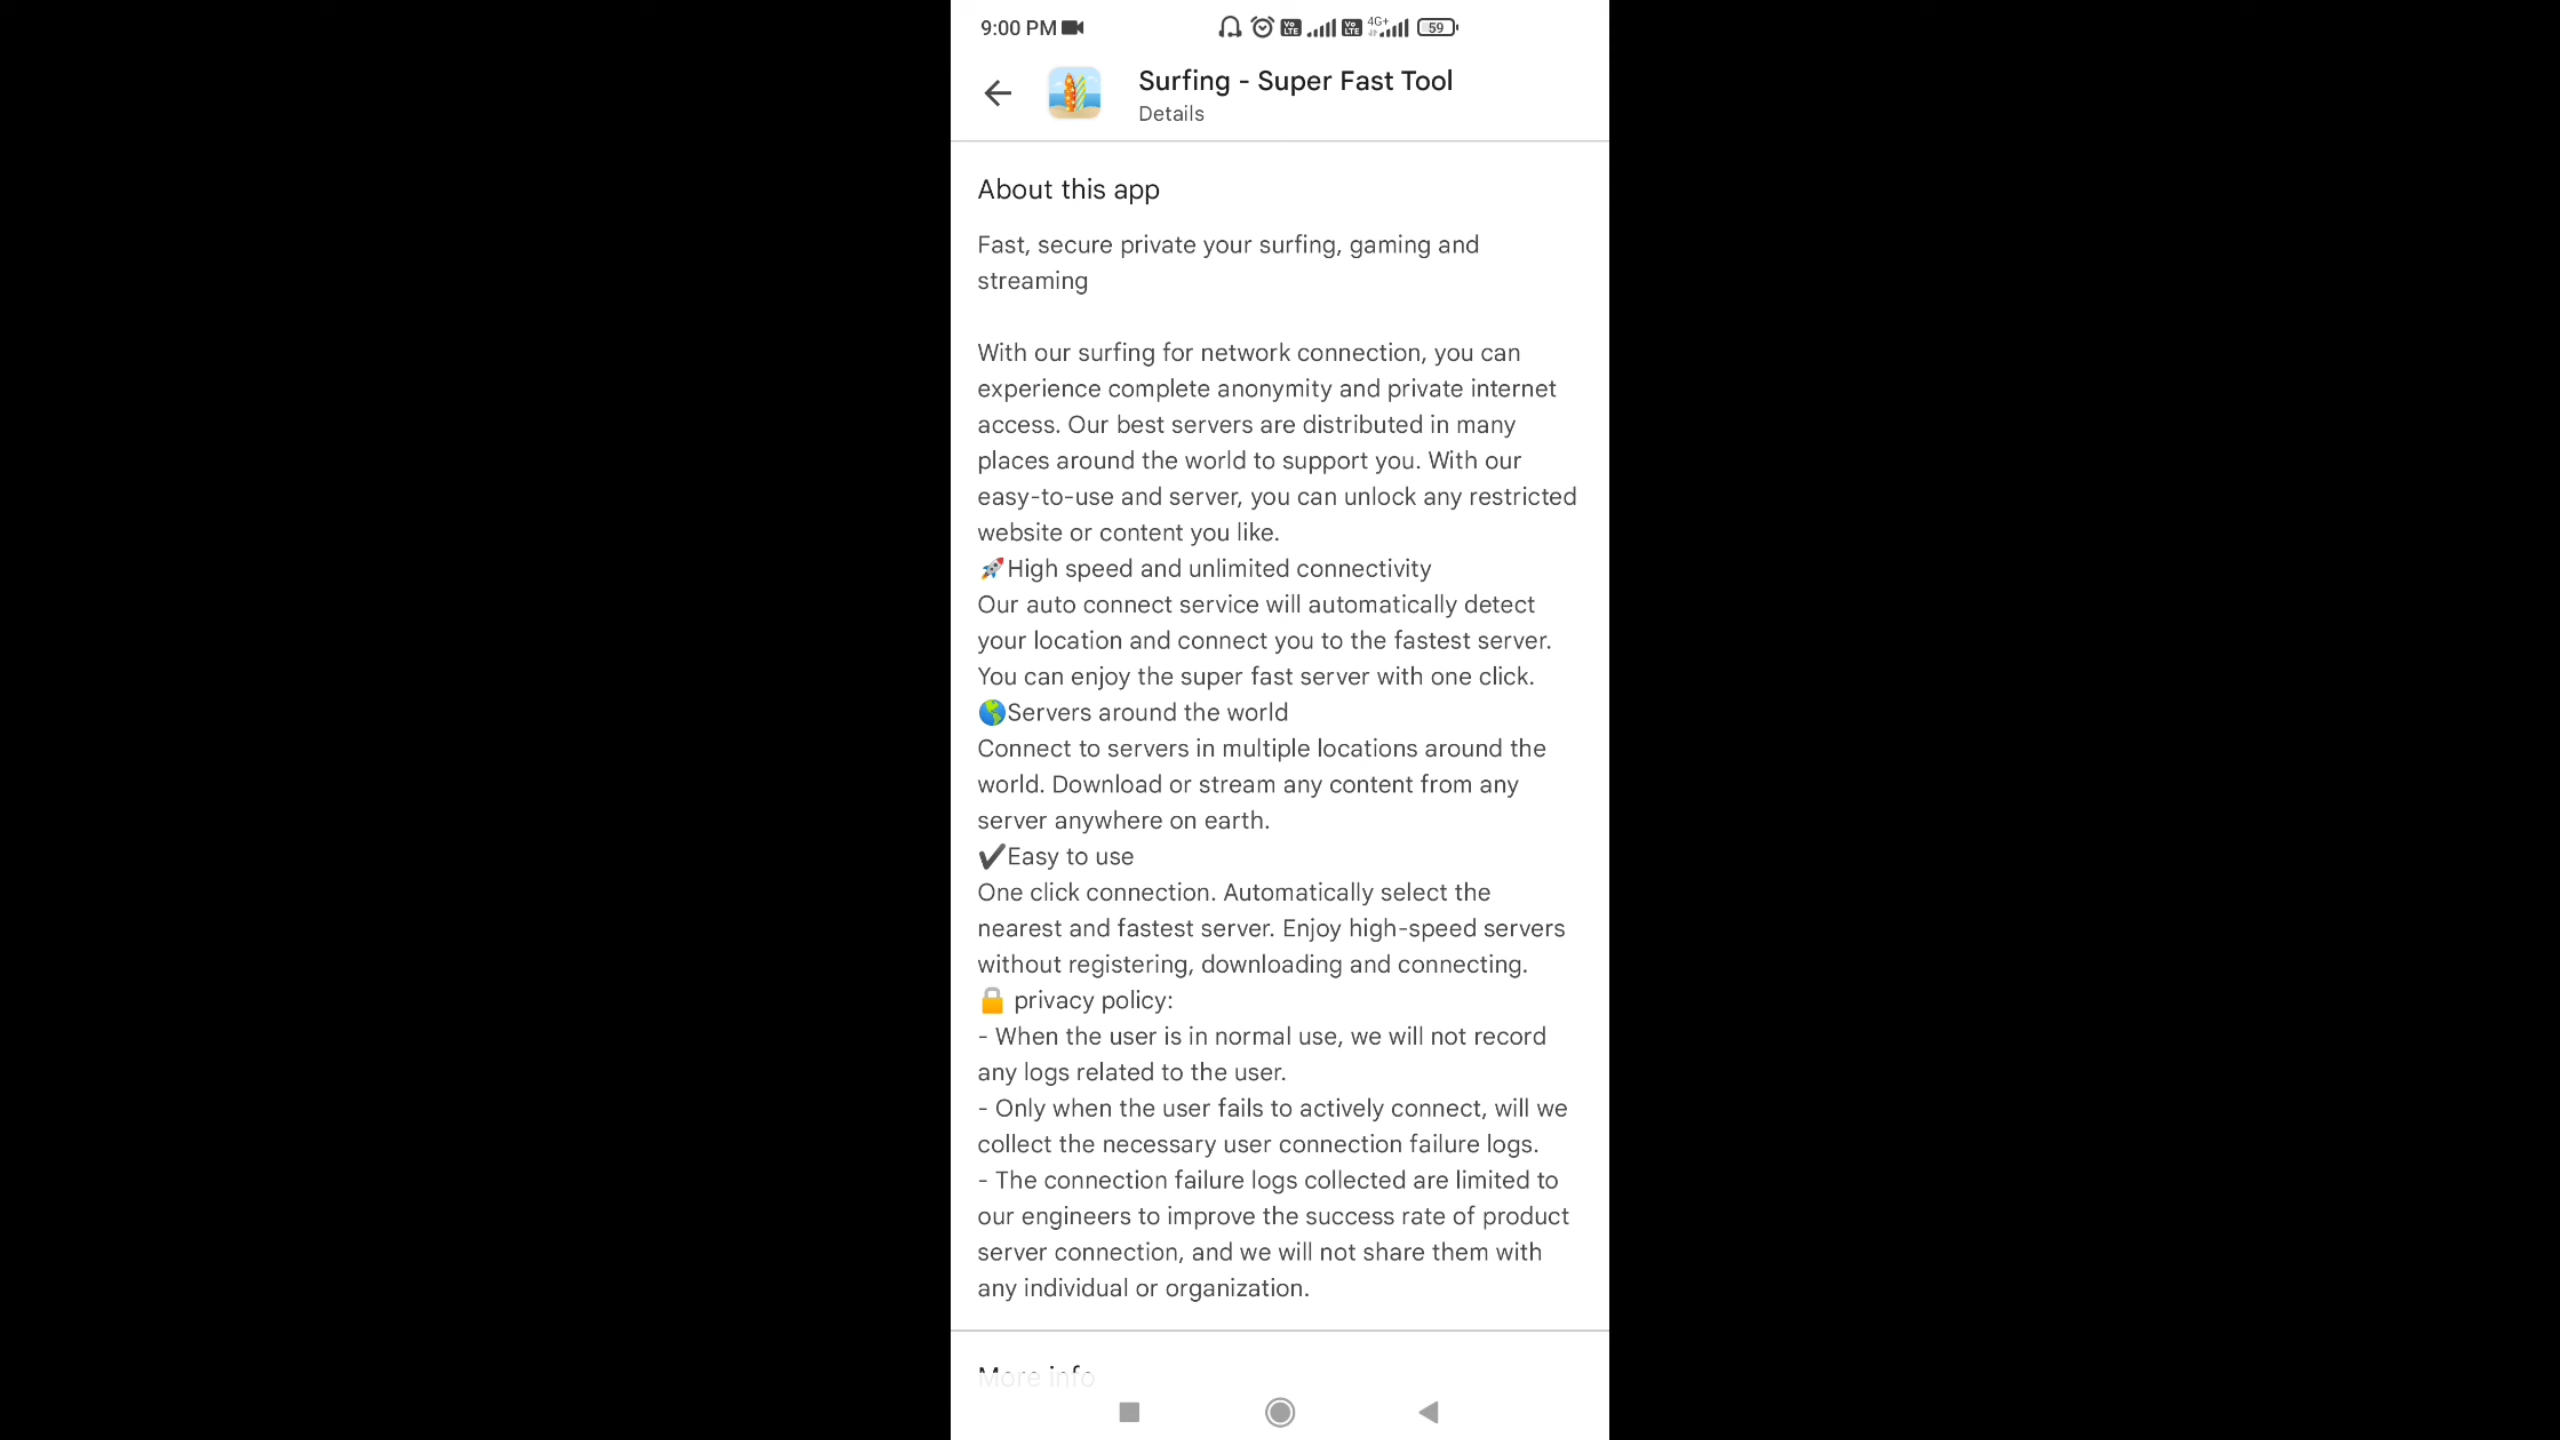 9:00 PM
Vo LTE Vo LTE 4G+ 59
Surfing - Super Fast Tool
Details
About this app
Fast, secure private your surfing, gaming and
streaming
With our surfing for network connection, you can
experience complete anonymity and private internet
access. Our best servers are distributed in many
places around the world to support you. With our
easy-to-use and server, you can unlock any restricted
website or content you like.
🚀High speed and unlimited connectivity
Our auto connect service will automatically detect
your location and connect you to the fastest server.
You can enjoy the super fast server with one click.
🌎Servers around the world
Connect to servers in multiple locations around the
world. Download or stream any content from any
server anywhere on earth.
✔Easy to use
One click connection. Automatically select the
nearest and fastest server. Enjoy high-speed servers
without registering, downloading and connecting.
🔒 privacy policy:
- When the user is in normal use, we will not record
any logs related to the user.
- Only when the user fails to actively connect, will we
collect the necessary user connection failure logs.
- The connection failure logs collected are limited to
our engineers to improve the success rate of product
server connection, and we will not share them with
any individual or organization.
More info